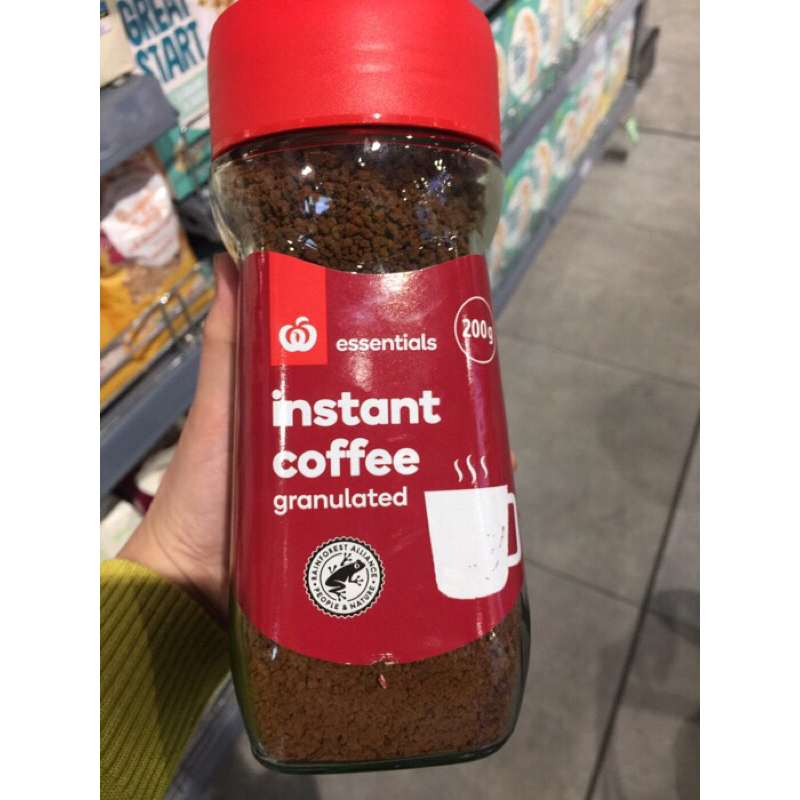 GREAT
START
essentials
200g
instant
coffee
granulated
RAINFOREST ALLIANCE
PEOPLE & NATURE